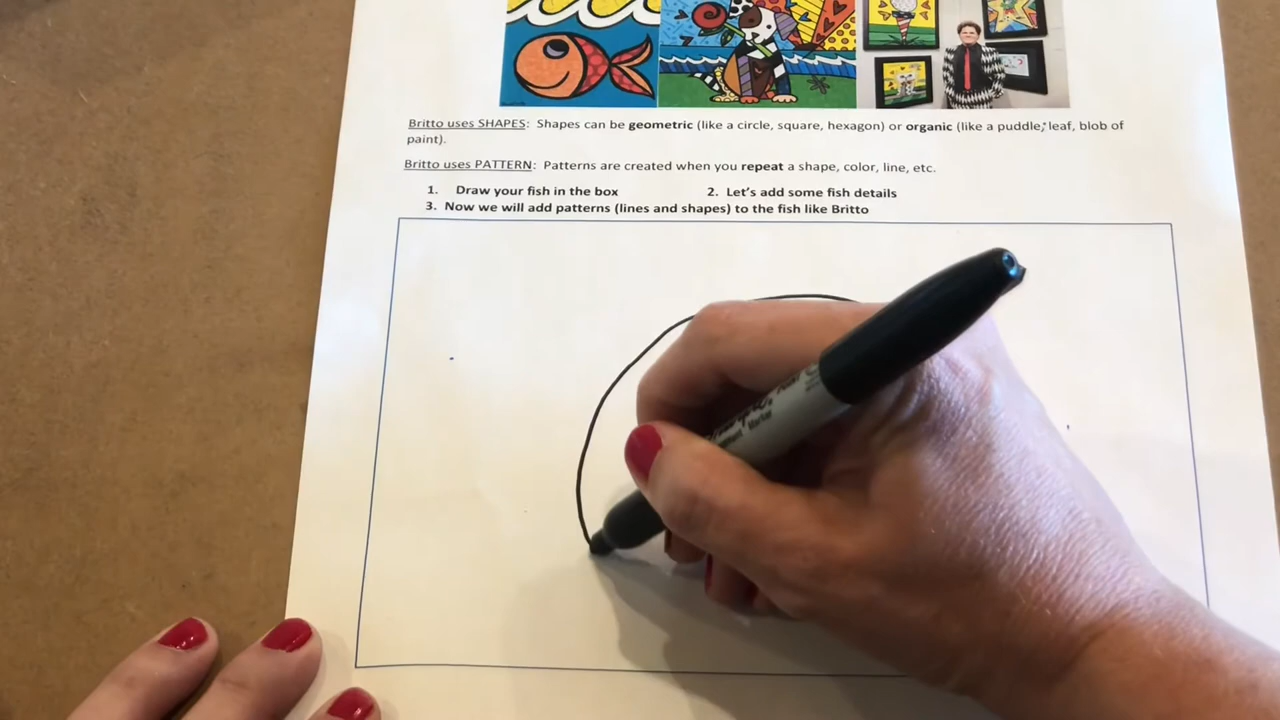 Britto uses SHAPES: Shapes can be geometric (like a circle, square, hexagon) or organic (like a puddle, leaf, blob of
paint).
Britto uses PATTERN: Patterns are created when you repeat a shape, color, line, etc.
1. Draw your fish in the box 2. Let's add some fish details
3. Now we will add patterns (lines and shapes) to the fish like Britto
Marker